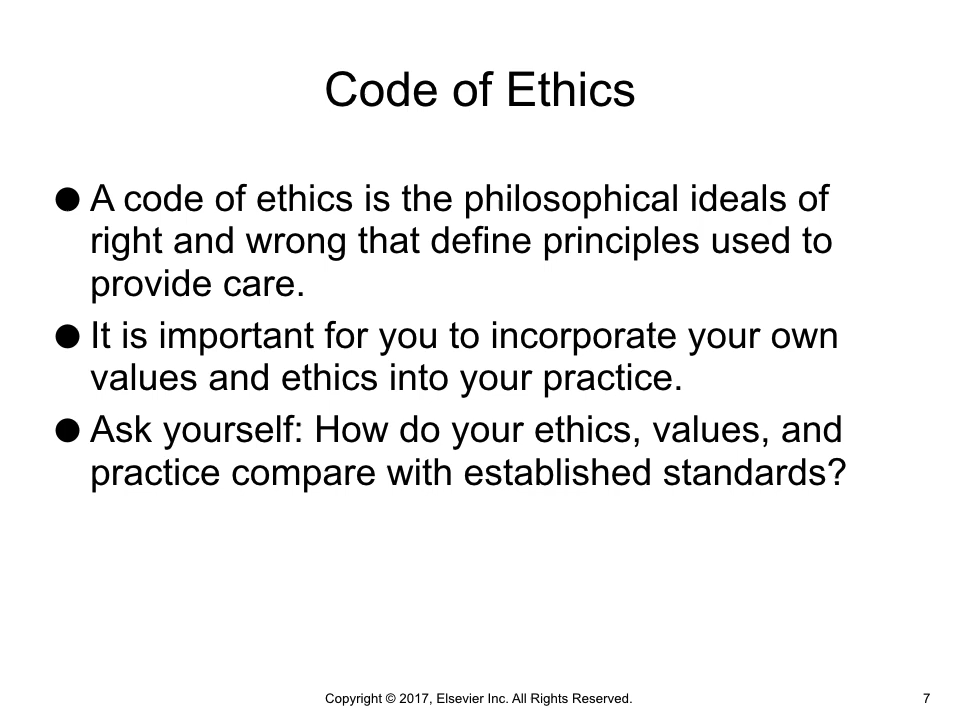 Code of Ethics
● A code of ethics is the philosophical ideals of
right and wrong that define principles used to
provide care.
● It is important for you to incorporate your own
values and ethics into your practice.
● Ask yourself: How do your ethics, values, and
practice compare with established standards?
Copyright © 2017, Elsevier Inc. All Rights Reserved.
7